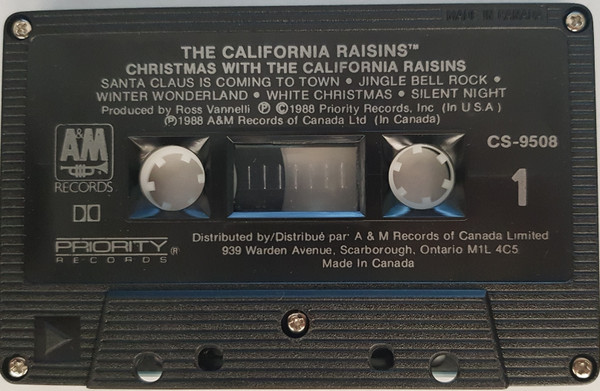 MADE IN CANADA
THE CALIFORNIA RAISINS™
CHRISTMAS WITH THE CALIFORNIA RAISINS
SANTA CLAUS IS COMING TO TOWN • JINGLE BELL ROCK •
WINTER WONDERLAND • WHITE CHRISTMAS • SILENT NIGHT
Produced by Ross Vannelli ℗ ©1988 Priority Records, Inc (In U.S.A.)
℗1988 A&M Records of Canada Ltd (In Canada)
CS-9508
A&M
RECORDS
1
PRIORITY (R)
RECORDS
Distributed by/Distribué par: A & M Records of Canada Limited
939 Warden Avenue, Scarborough, Ontario M1L 4C5
Made In Canada